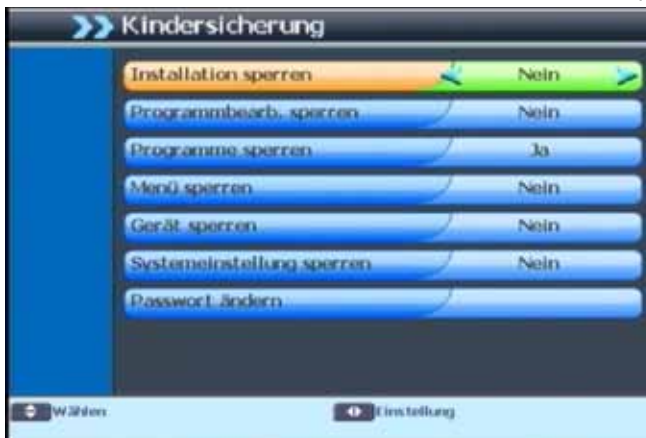 Kindersicherung
Installation sperren Nein
Programmbearb. sperren Nein
Programme sperren Ja
Menü sperren Nein
Gerät sperren Nein
Systemeinstellung sperren Nein
Passwort ändern
Wählen Einstellung